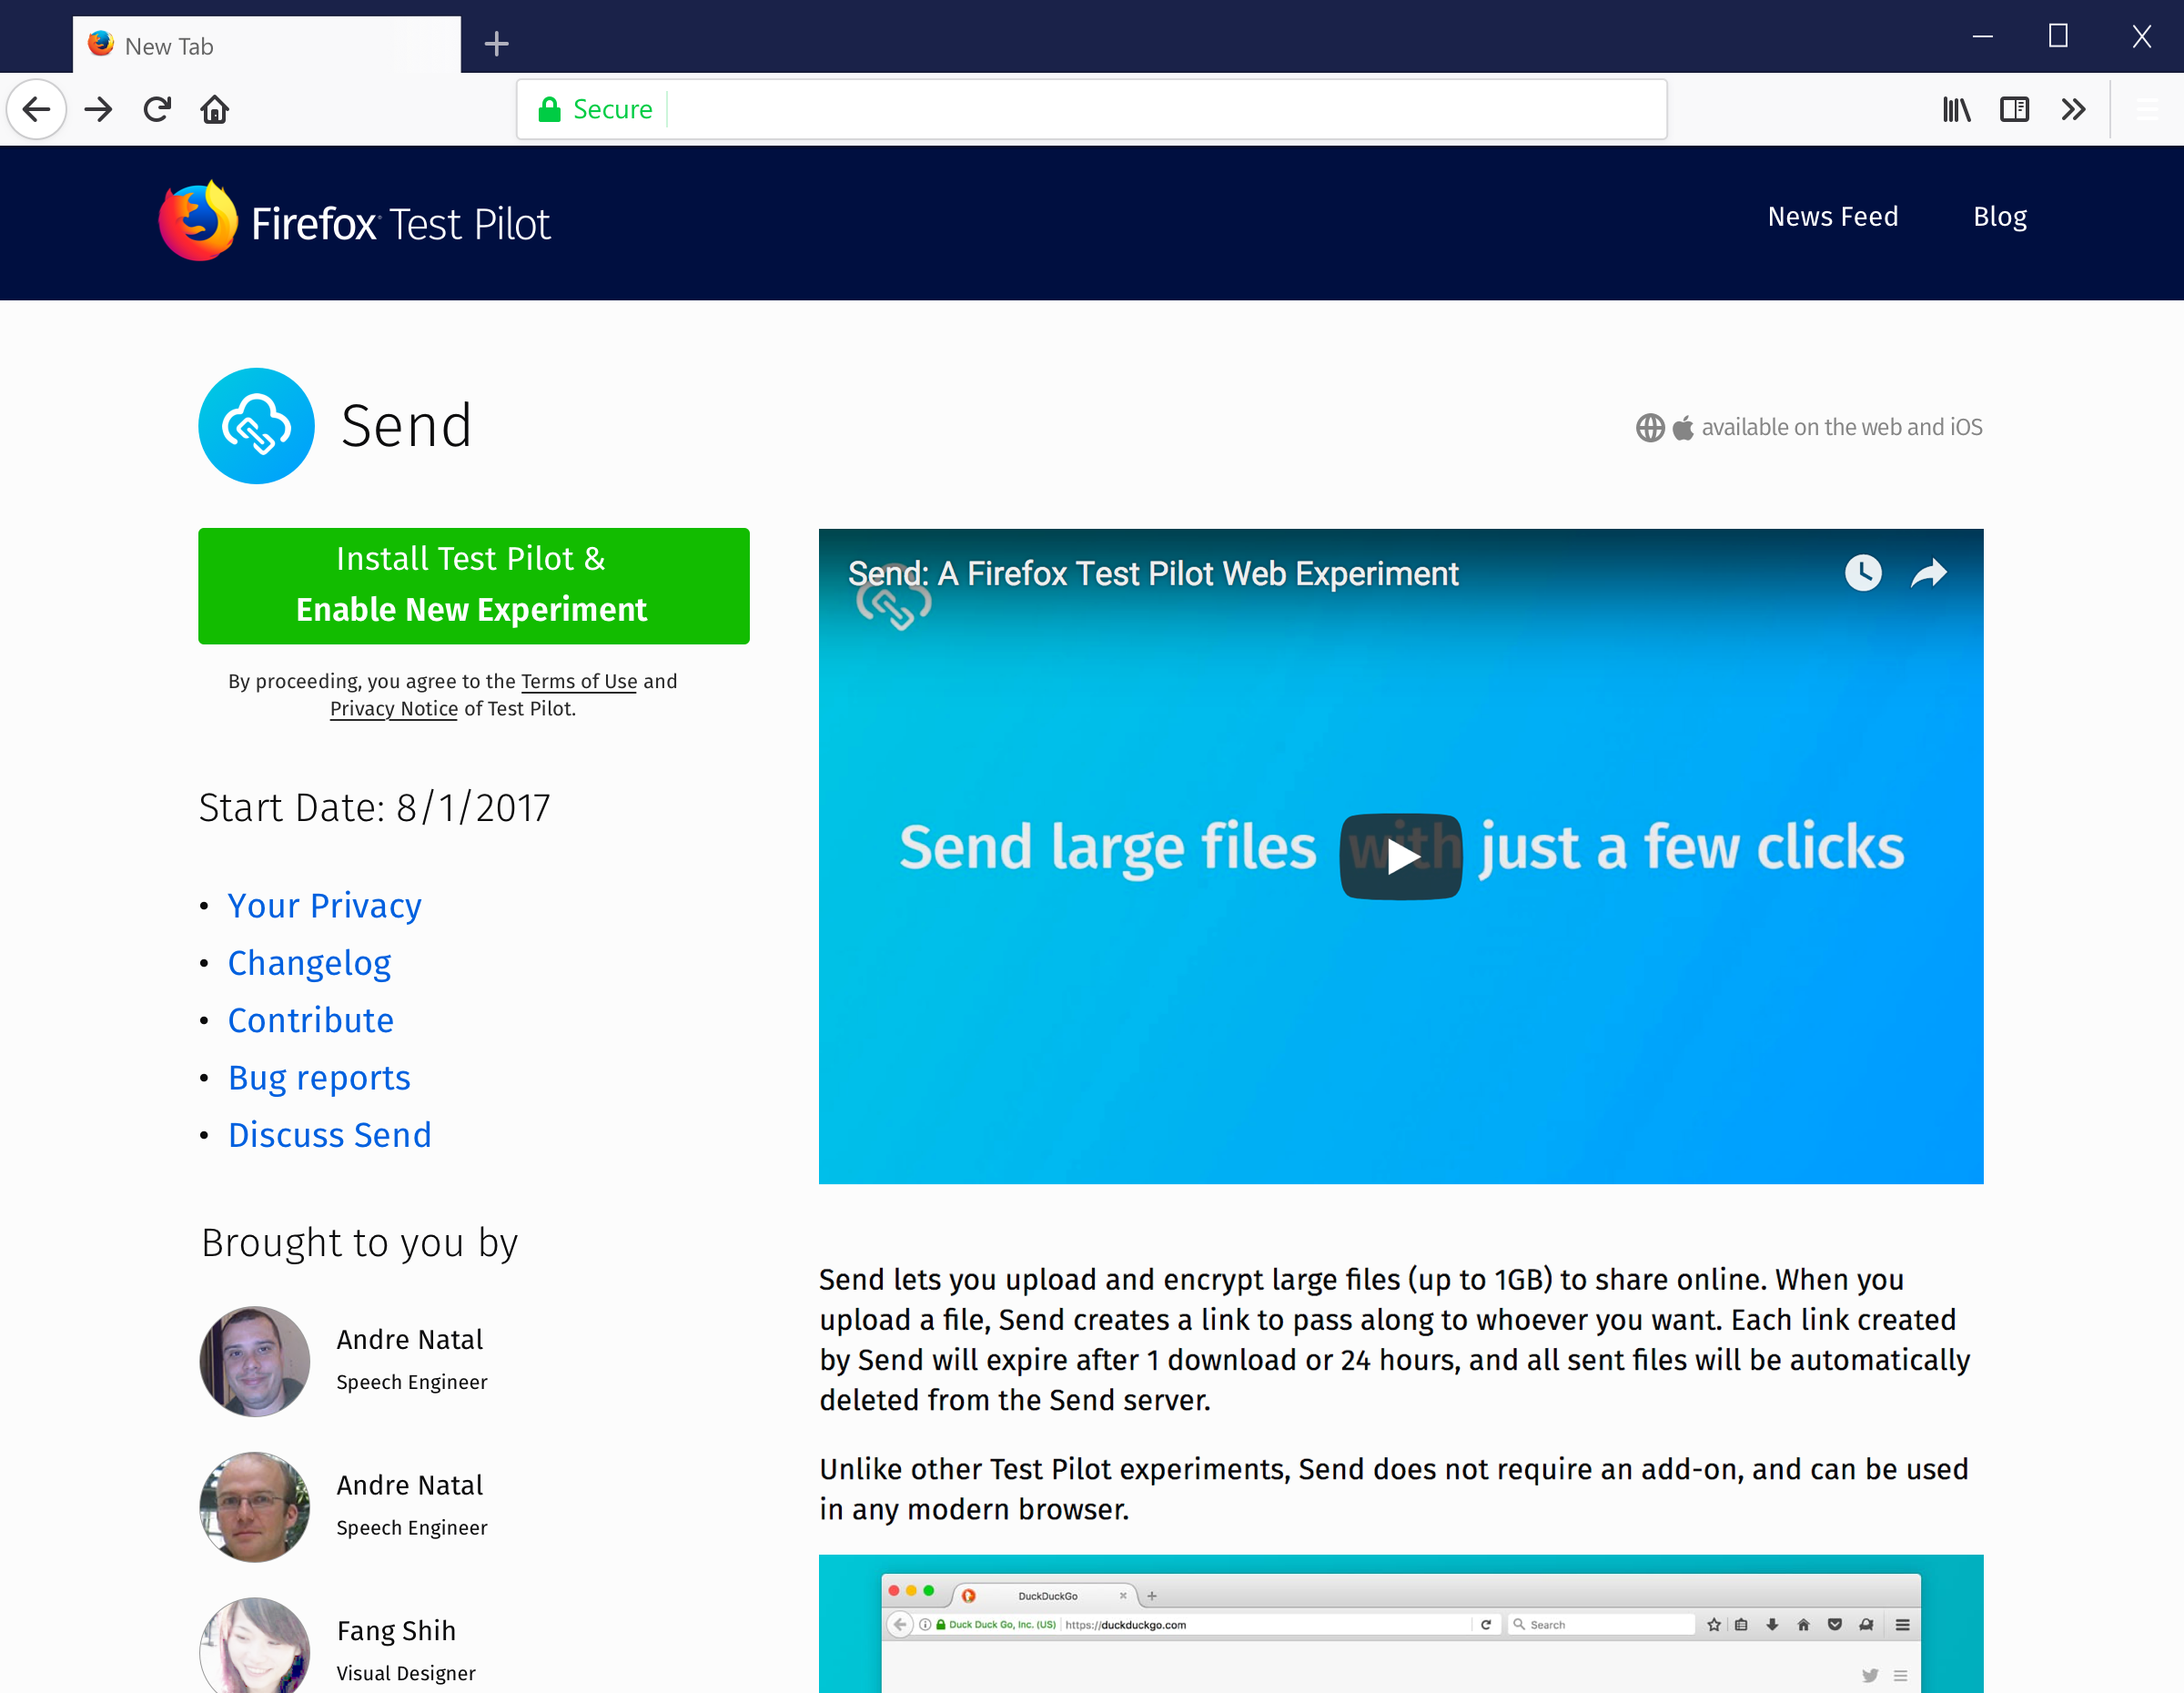 New Tab
Secure
Firefox Test Pilot
News Feed
Blog
Send
available on the web and iOS
Install Test Pilot &
Enable New Experiment
By proceeding, you agree to the Terms of Use and
Privacy Notice of Test Pilot.
Start Date: 8/1/2017
• Your Privacy
• Changelog
• Contribute
• Bug reports
• Discuss Send
Brought to you by
Andre Natal
Speech Engineer
Andre Natal
Speech Engineer
Fang Shih
Visual Designer
Send: A Firefox Test Pilot Web Experiment
Send large files with just a few clicks
Send lets you upload and encrypt large files (up to 1GB) to share online. When you
upload a file, Send creates a link to pass along to whoever you want. Each link created
by Send will expire after 1 download or 24 hours, and all sent files will be automatically
deleted from the Send server.
Unlike other Test Pilot experiments, Send does not require an add-on, and can be used
in any modern browser.
DuckDuckGo
Duck Duck Go, Inc. (US)
https://duckduckgo.com
Search